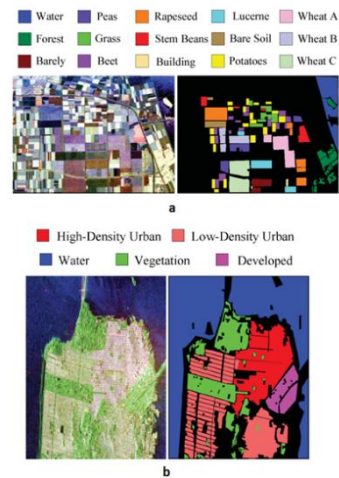 Water Peas Rapeseed Lucerne Wheat A
Forest Grass Stem Beans Bare Soil Wheat B
Barely Beet Building Potatoes Wheat C
a
High-Density Urban Low-Density Urban
Water Vegetation Developed
b